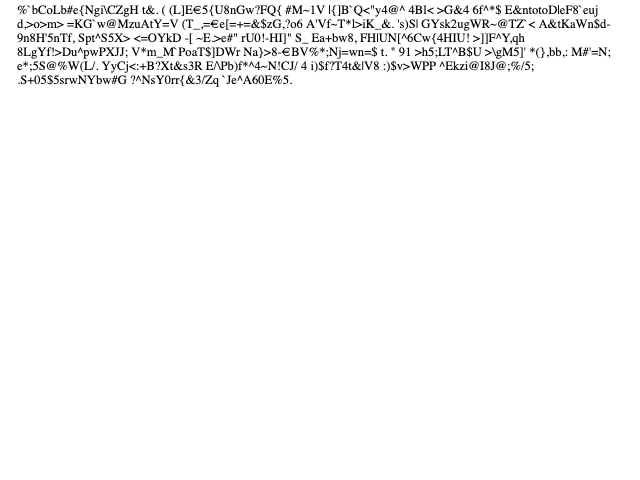 %`bCoLb#e{Ngi\CZgH t&. ( (L]E€5{U8nGw?FQ{ #M~1V l{]B`Q<"y4@^ 4Bl< >G&4 6f^*$ E&ntotoDleF8`euj
d,>o>m> =KG`w@MzuAtY=V (T_,=€e[=+=&$zG,?o6 A'Vf~T*l>iK_&. 's)S| GYsk2ugWR~@TZ`< A&tKaWn$d-
9n8H'5nTf, Spt^S5X> <=OYkD -[ ~E.>e#" rU0!-HI]" S_ Ea+bw8, FH|UN[^6Cw{4HIU! >]]F^Y,qh
8LgYf!>Du^pwPXJJ; V*m_M`PoaT$]DWr Na}>8-€BV%*;Nj=wn=$ t. " 91 >h5;LT^B$U >\gM5]' *(},bb,: M#'=N;
e*;5S@%W(L/. YyCj<:+B?Xt&s3R E/\Pb)f*^4~N!CJ/ 4 i)$f?T4t&|V8 :)$v>WPP ^Ekzi@I8J@;%/5;
.S+05$5srwNYbw#G ?^NsY0rr{&3/Zq`Je^A60E%5.